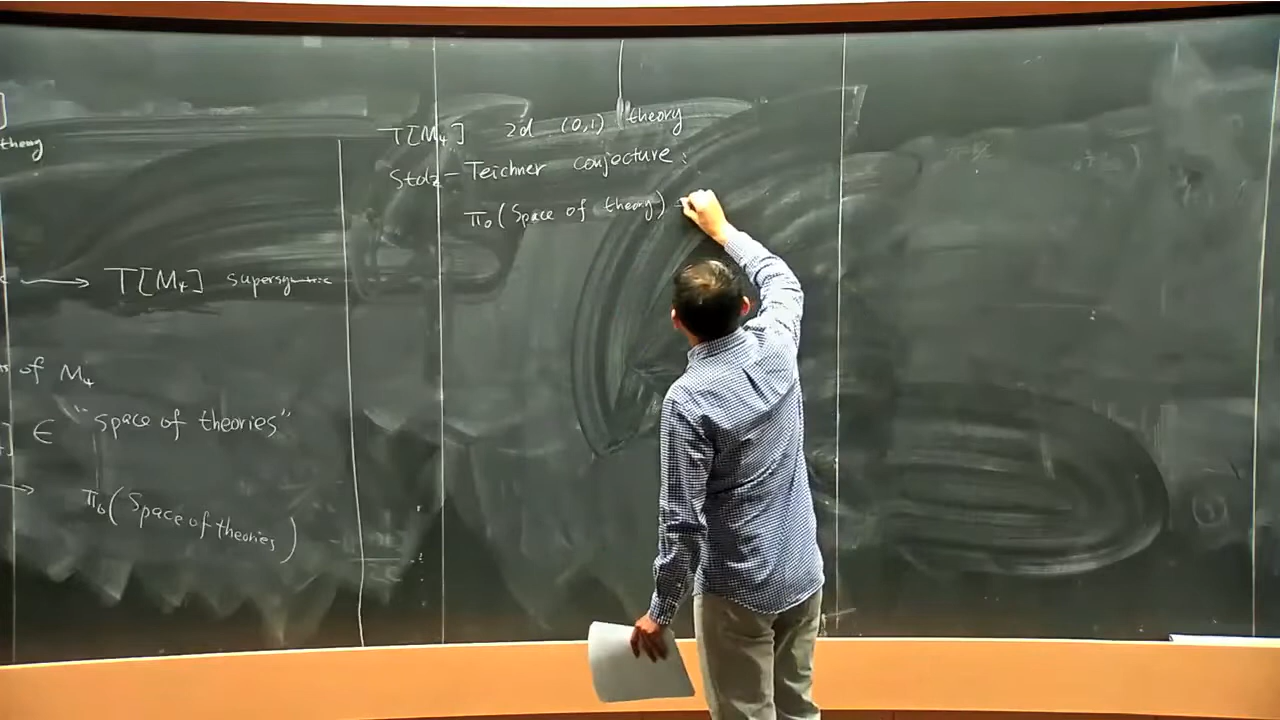 theory
→ T[M₄] supersymmetric
of M₄
] ∈ "space of theories"
→ π₀(Space of theories)
T[M₄] 2d (0,1) theory
Stolz-Teichner conjecture:
π₀(Space of theory)